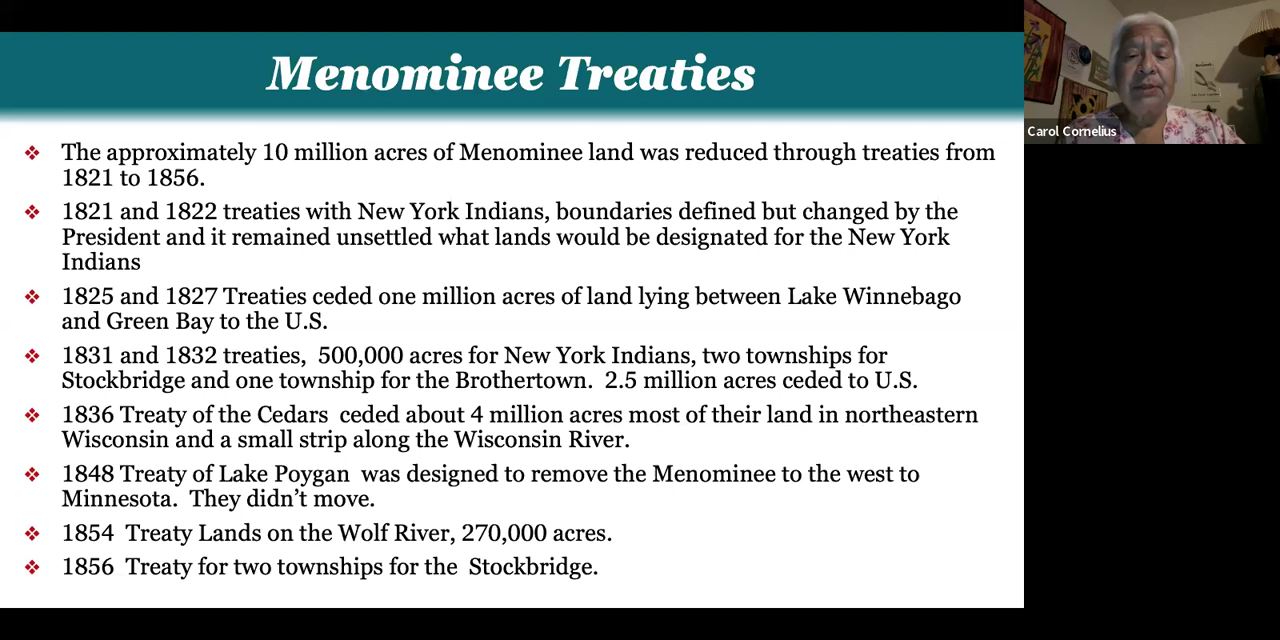 Menominee Treaties
The approximately 10 million acres of Menominee land was reduced through treaties from
1821 to 1856.
1821 and 1822 treaties with New York Indians, boundaries defined but changed by the
President and it remained unsettled what lands would be designated for the New York
Indians
1825 and 1827 Treaties ceded one million acres of land lying between Lake Winnebago
and Green Bay to the U.S.
1831 and 1832 treaties, 500,000 acres for New York Indians, two townships for
Stockbridge and one township for the Brothertown. 2.5 million acres ceded to U.S.
1836 Treaty of the Cedars ceded about 4 million acres most of their land in northeastern
Wisconsin and a small strip along the Wisconsin River.
1848 Treaty of Lake Poygan was designed to remove the Menominee to the west to
Minnesota. They didn't move.
1854 Treaty Lands on the Wolf River, 270,000 acres.
1856 Treaty for two townships for the Stockbridge.
Carol Cornelius